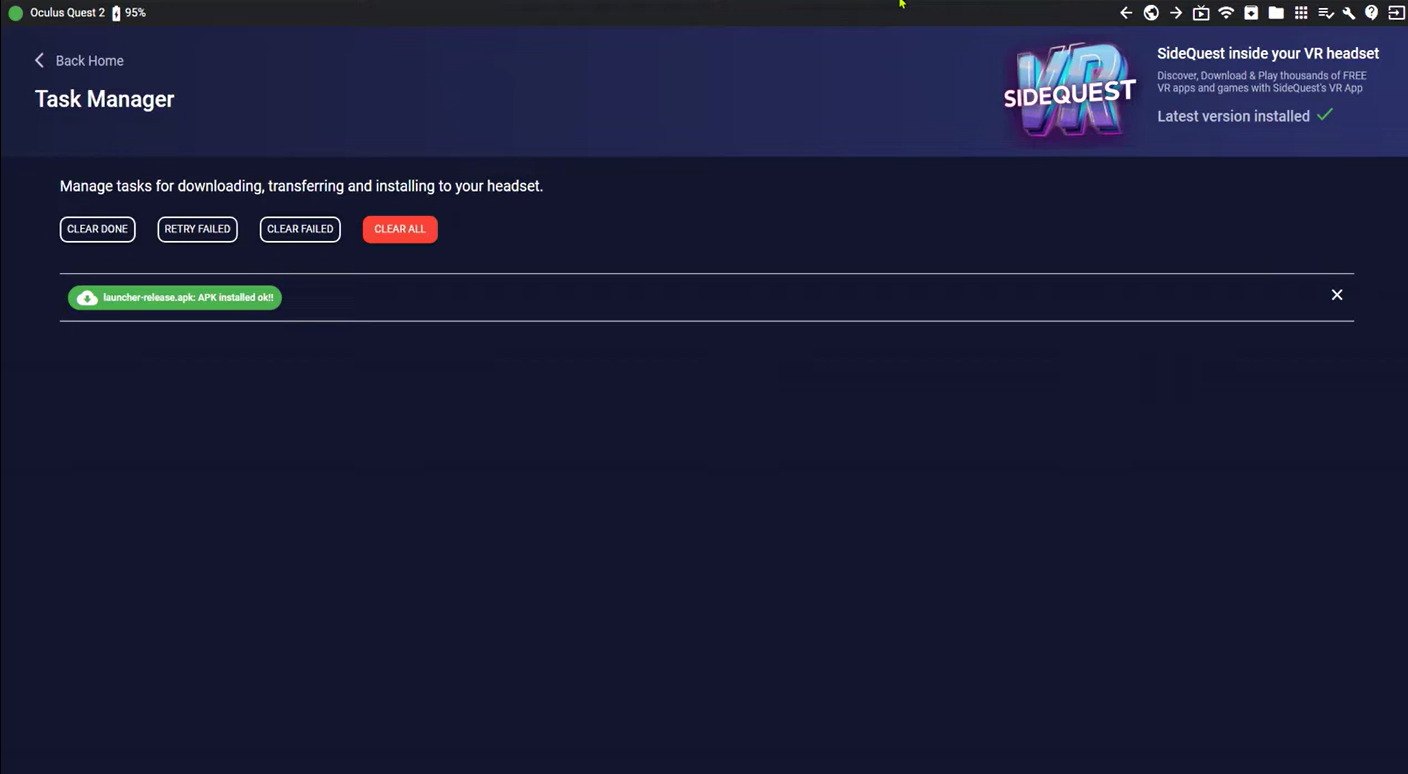 Oculus Quest 2 95%
Back Home
Task Manager
VR
SIDEQUEST
SideQuest inside your VR headset
Discover, Download & Play thousands of FREE
VR apps and games with SideQuest's VR App
Latest version installed
Manage tasks for downloading, transferring and installing to your headset.
CLEAR DONE RETRY FAILED CLEAR FAILED CLEAR ALL
launcher-release.apk: APK installed ok!!